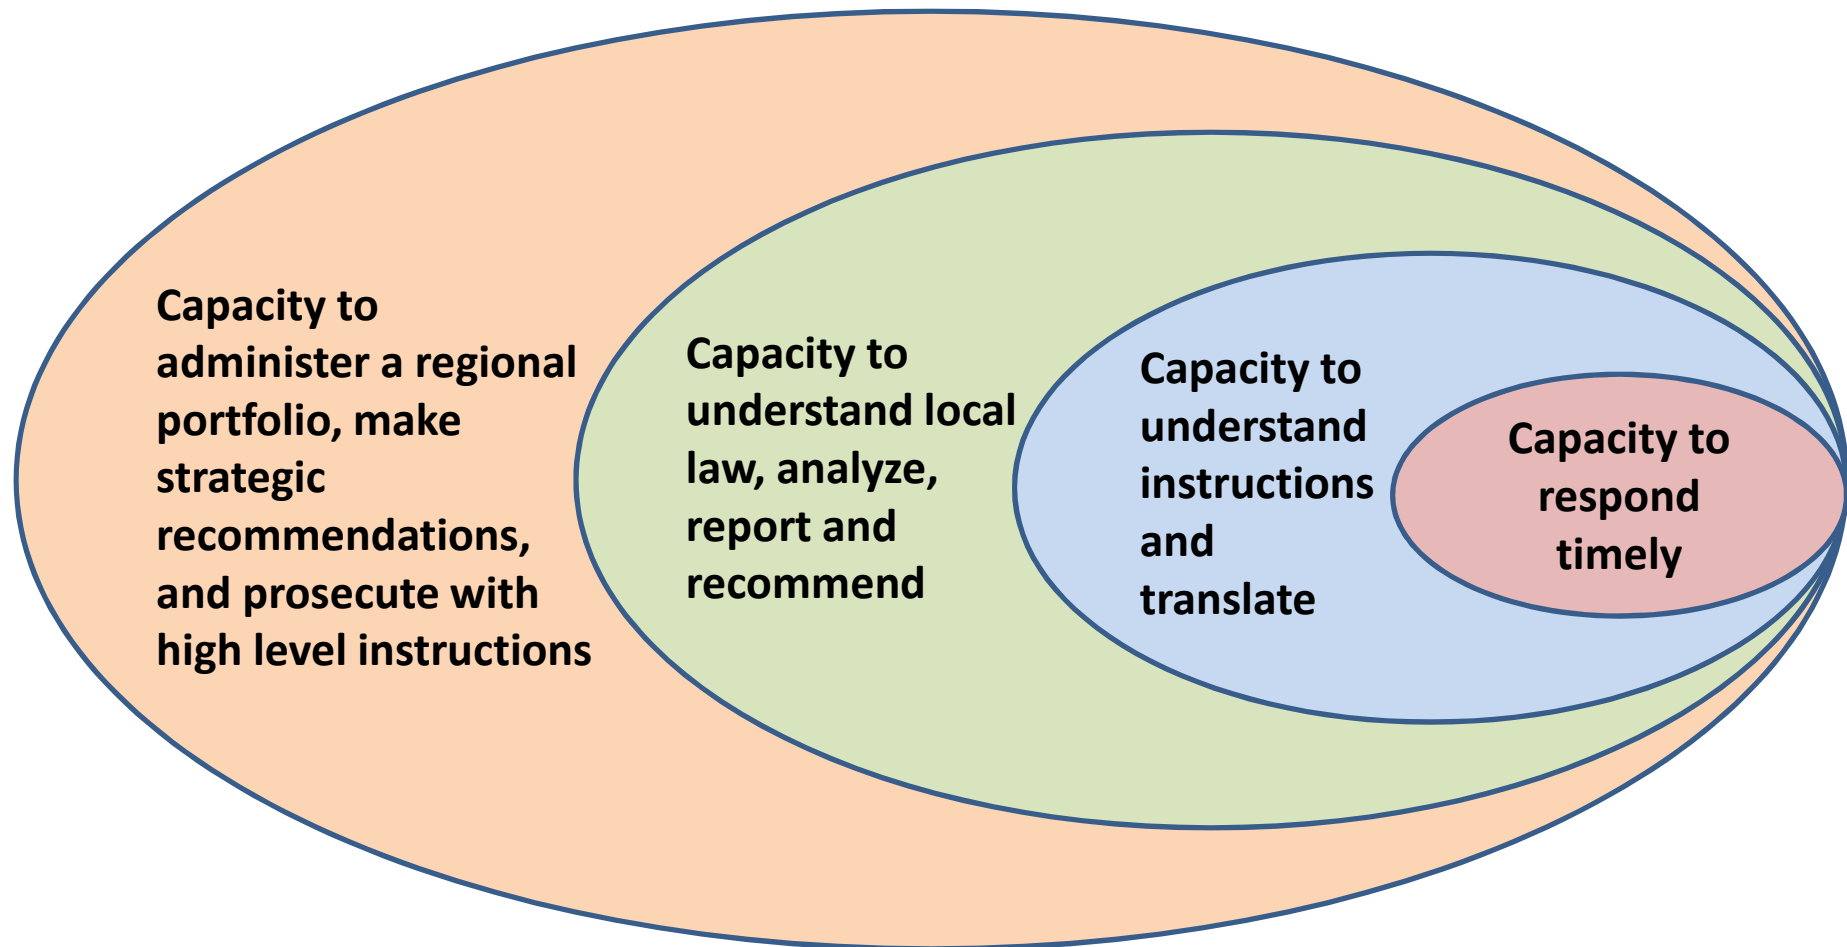 Capacity to
administer a regional
portfolio, make
strategic
recommendations,
and prosecute with
high level instructions
Capacity to
understand local
law, analyze,
report and
recommend
Capacity to
understand
instructions
and
translate
Capacity to
respond
timely